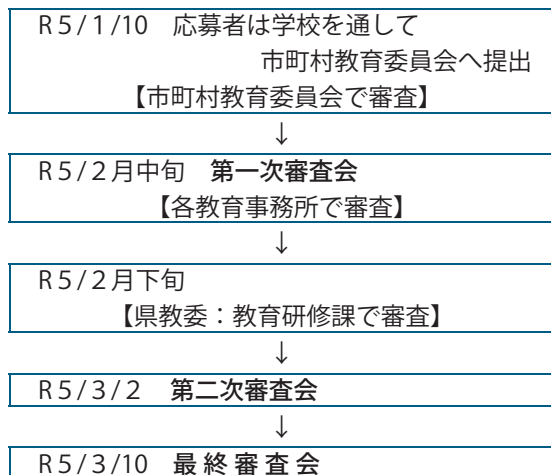 R５/１/10　応募者は学校を通して
市町村教育委員会へ提出
【市町村教育委員会で審査】
↓
R５/２月中旬　第一次審査会
【各教育事務所で審査】
↓
R５/２月下旬
【県教委：教育研修課で審査】
↓
R５/３/２　第二次審査会
↓
R５/３/10　最 終 審 査 会